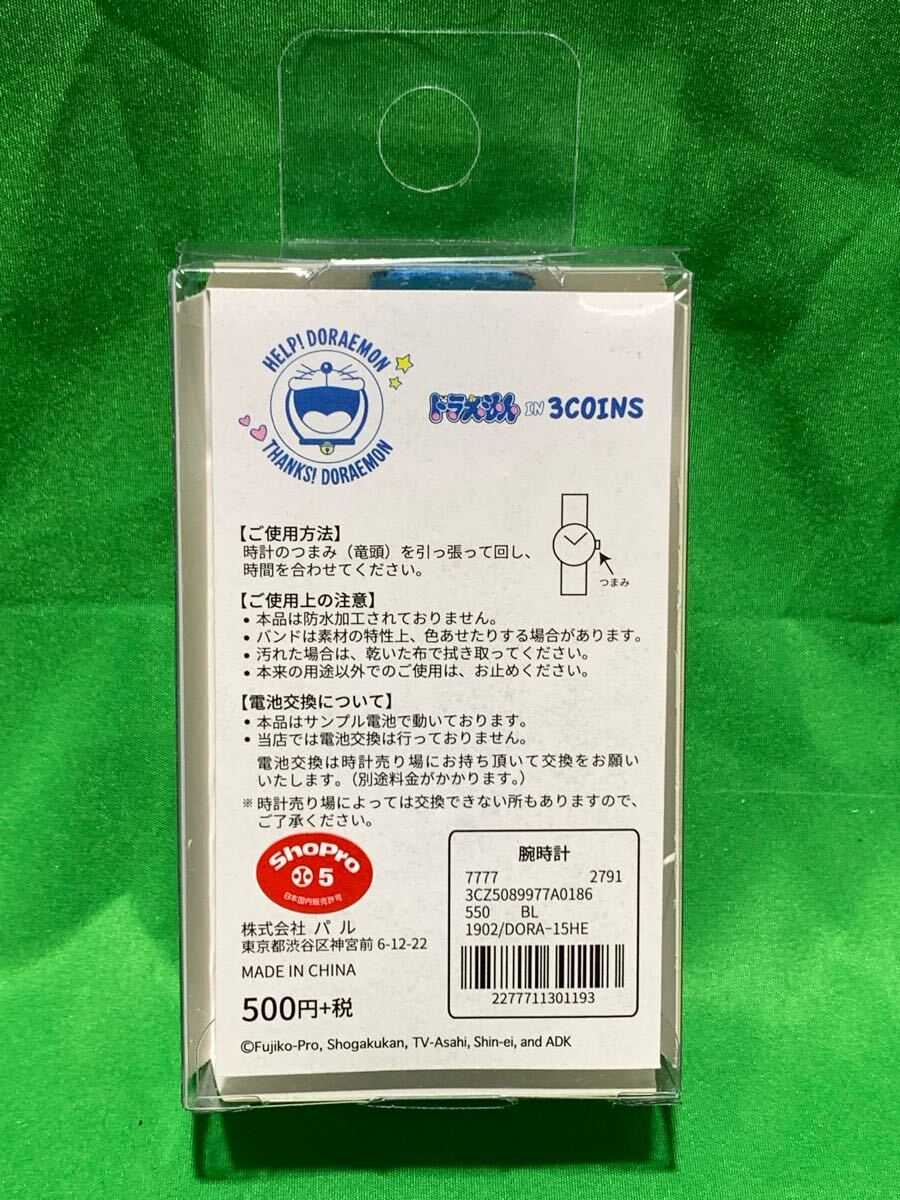 HELP! DORAEMON
THANKS! DORAEMON
ドラえもん IN 3COINS
【ご使用方法】
時計のつまみ（竜頭）を引っ張って回し、
時間を合わせてください。
つまみ
【ご使用上の注意】
• 本品は防水加工されておりません。
• バンドは素材の特性上、色あせたりする場合があります。
• 汚れた場合は、乾いた布で拭き取ってください。
• 本来の用途以外でのご使用は、お止めください。
【電池交換について】
• 本品はサンプル電池で動いております。
• 当店では電池交換は行っておりません。
電池交換は時計売り場にお持ち頂いて交換をお願い
いたします。（別途料金がかかります。）
※時計売り場によっては交換できない所もありますので、
ご了承ください。
ShoPro
5
日本国内販売許可
株式会社 パル
東京都渋谷区神宮前 6-12-22
MADE IN CHINA
500円+税
腕時計
7777 2791
3CZ5089977A0186
550 BL
1902/DORA-15HE
2277711301193
©Fujiko-Pro, Shogakukan, TV-Asahi, Shin-ei, and ADK